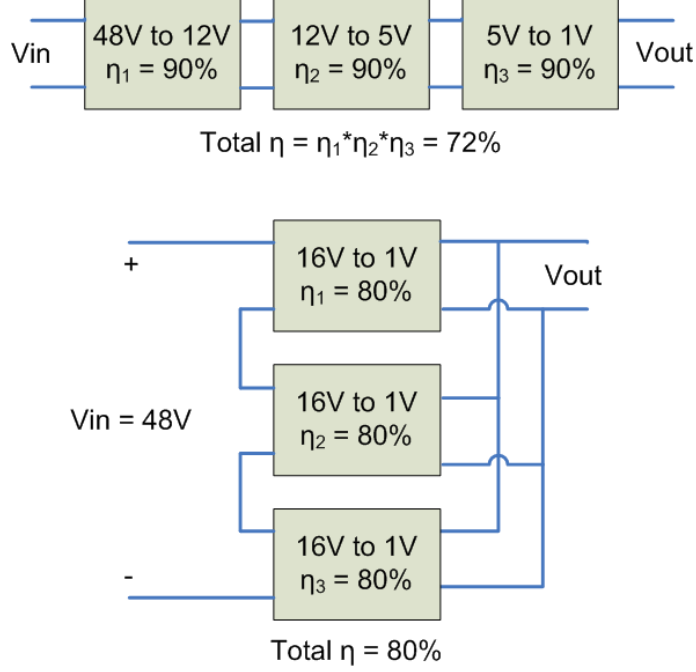 48V to 12V
η₁ = 90%
12V to 5V
η₂ = 90%
5V to 1V
η₃ = 90%
Vin
Vout
Total η = η₁*η₂*η₃ = 72%
16V to 1V
η₁ = 80%
+
Vout
16V to 1V
η₂ = 80%
Vin = 48V
16V to 1V
η₃ = 80%
-
Total η = 80%